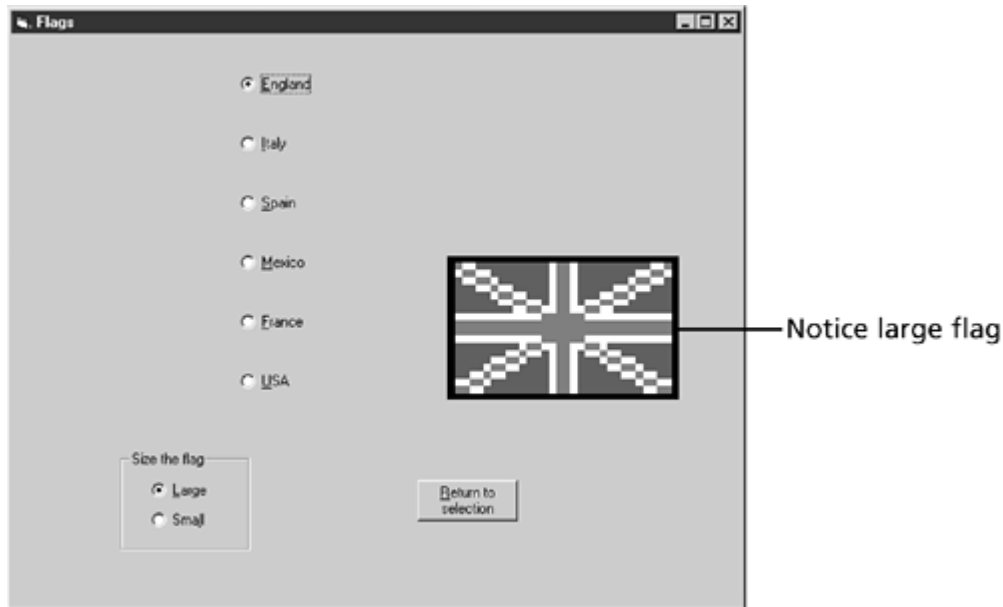 Flags
England
Italy
Spain
Mexico
France
USA
Notice large flag
Size the flag
Large
Small
Return to
selection